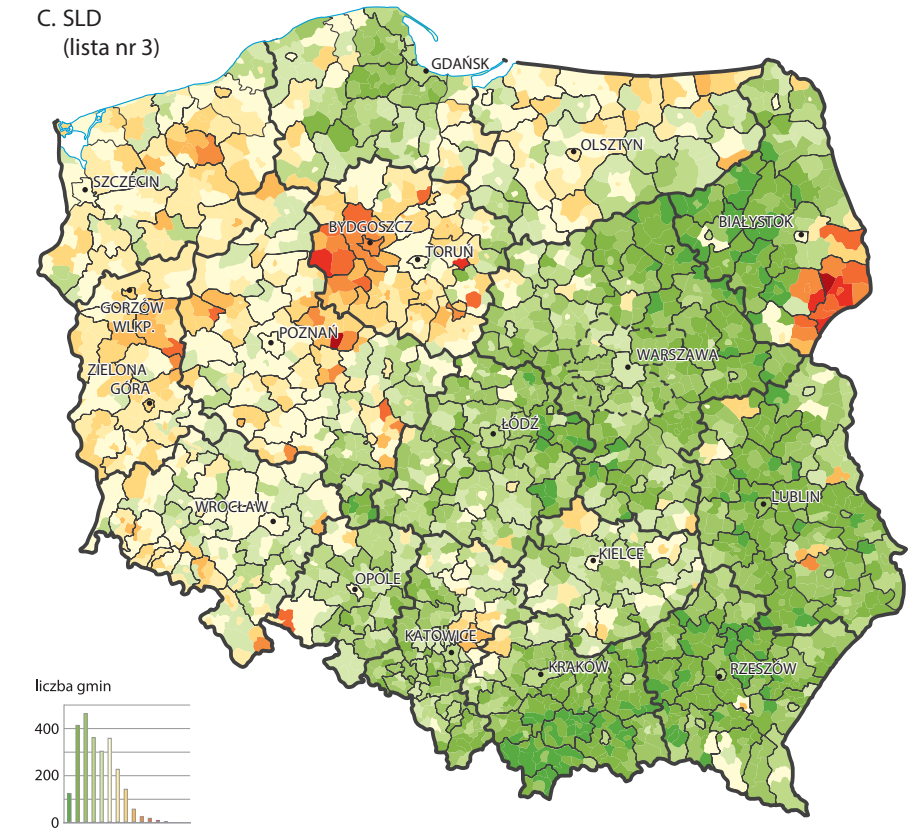 C. SLD
(lista nr 3)
GDAŃSK
OLSZTYN
SZCZECIN
BIAŁYSTOK
BYDGOSZCZ
TORUŃ
GORZÓW
WLKP.
POZNAŃ
WARSZAWA
ZIELONA
GÓRA
ŁÓDŹ
WROCŁAW
LUBLIN
KIELCE
OPOLE
KATOWICE
KRAKÓW
RZESZÓW
liczba gmin
400
200
0